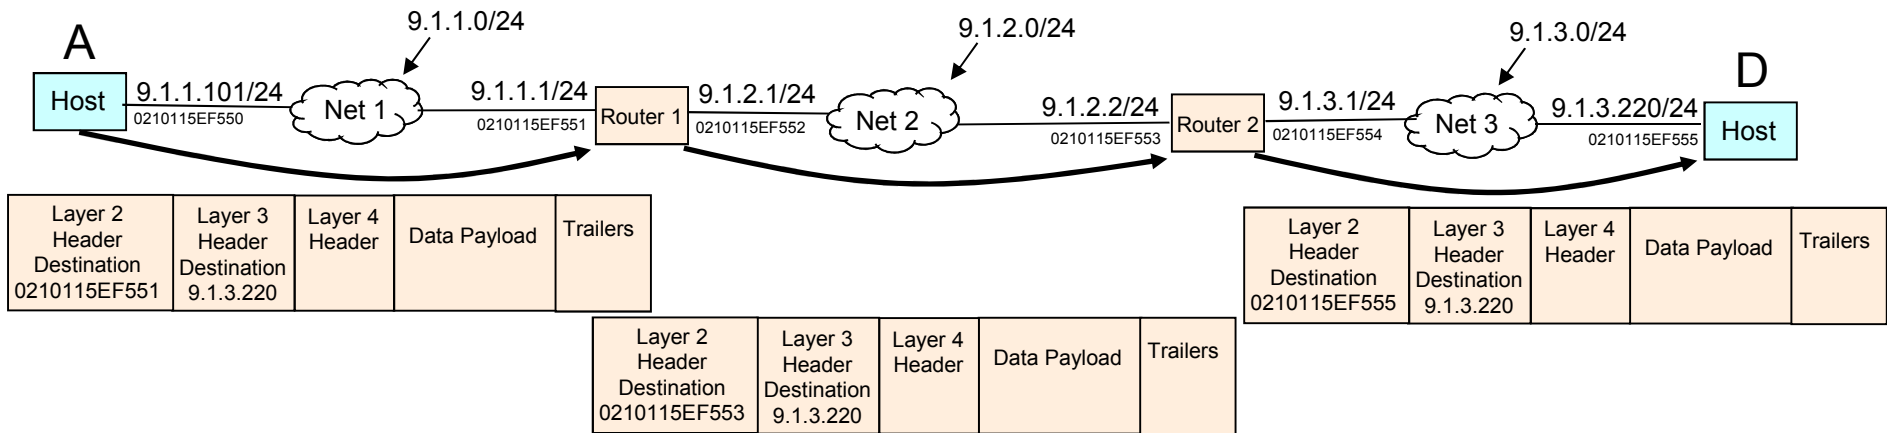 A
9.1.1.0/24
9.1.2.0/24
9.1.3.0/24
D
Host
9.1.1.101/24
0210115EF550
Net 1
9.1.1.1/24
0210115EF551
Router 1
9.1.2.1/24
0210115EF552
Net 2
9.1.2.2/24
0210115EF553
Router 2
9.1.3.1/24
0210115EF554
Net 3
9.1.3.220/24
0210115EF555
Host
Layer 2
Header
Destination
0210115EF551
Layer 3
Header
Destination
9.1.3.220
Layer 4
Header
Data Payload
Trailers
Layer 2
Header
Destination
0210115EF553
Layer 3
Header
Destination
9.1.3.220
Layer 4
Header
Data Payload
Trailers
Layer 2
Header
Destination
0210115EF555
Layer 3
Header
Destination
9.1.3.220
Layer 4
Header
Data Payload
Trailers